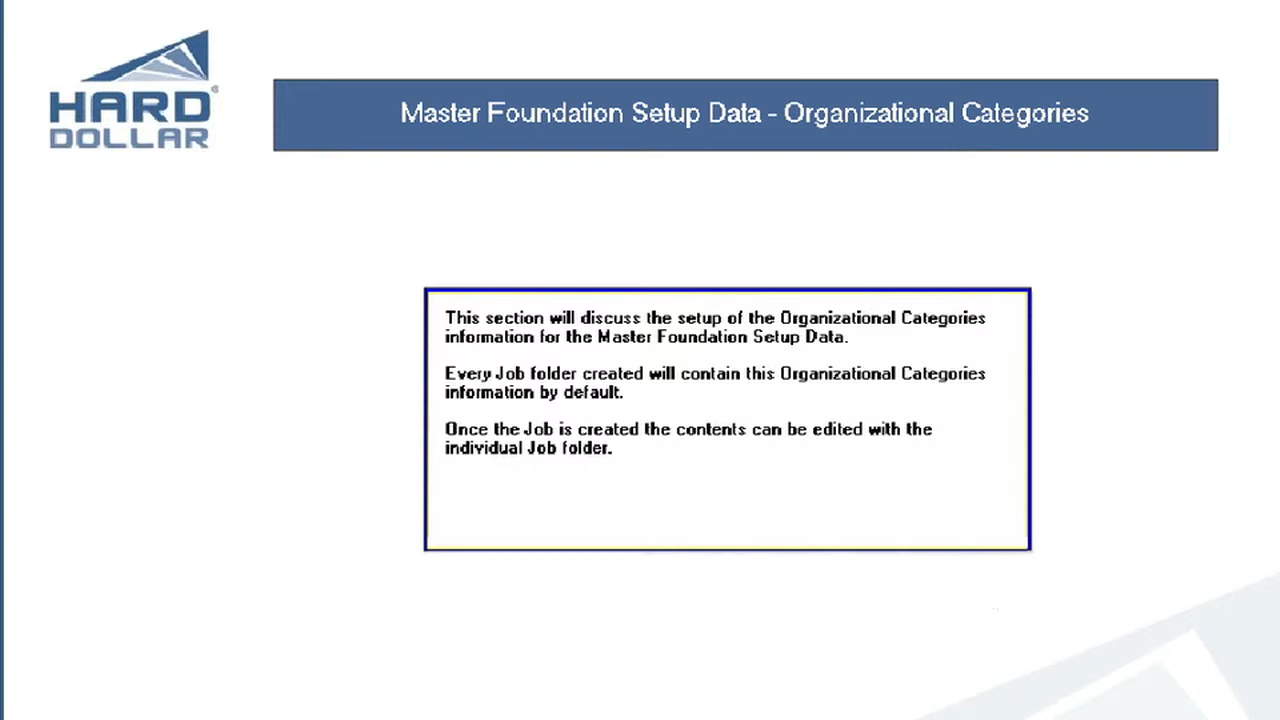 HARD
DOLLAR
®
Master Foundation Setup Data - Organizational Categories
This section will discuss the setup of the Organizational Categories
information for the Master Foundation Setup Data.
Every Job folder created will contain this Organizational Categories
information by default.
Once the Job is created the contents can be edited with the
individual Job folder.